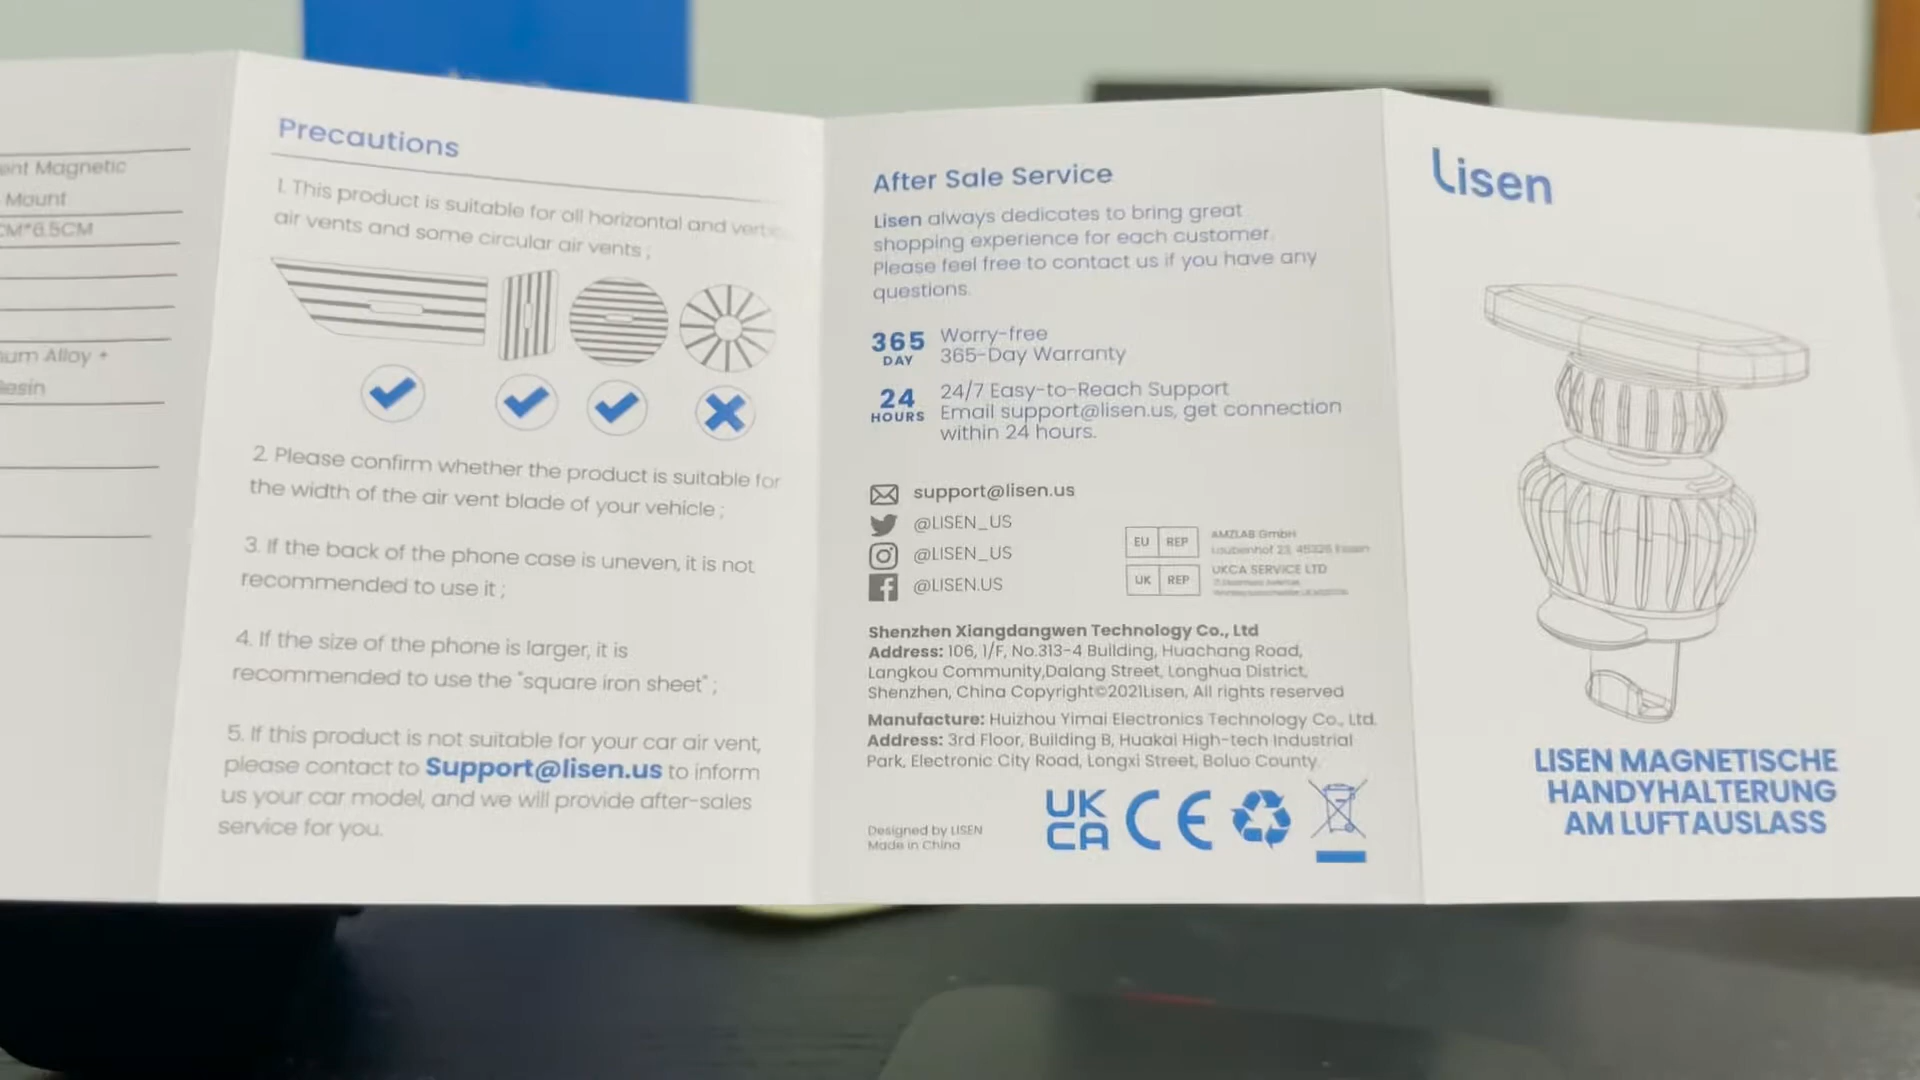 Magnetic
Mount
CM*6.5CM
Alloy +
Precautions
1. This product is suitable for all horizontal and
air vents and some circular air vents ;
2. Please confirm whether the product is suitable for
the width of the air vent blade of your vehicle ;
3. If the back of the phone case is uneven, it is not
recommended to use it ;
4. If the size of the phone is larger, it is
recommended to use the "square iron sheet" ;
5. If this product is not suitable for your car air vent,
please contact to Support@lisen.us to inform
us your car model, and we will provide after-sales
service for you.
After Sale Service
Lisen always dedicates to bring great
shopping experience for each customer.
Please feel free to contact us if you have any
questions.
365
DAY
Worry-free
365-Day Warranty
24
HOURS
24/7 Easy-to-Reach Support
Email support@lisen.us, get connection
within 24 hours.
support@lisen.us
@LISEN_US
@LISEN_US
@LISEN.US
EU REP
AMZLAB GmbH
Laubenhof 23, 45326 Essen
UK REP
UKCA SERVICE LTD
Shenzhen Xiangdangwen Technology Co., Ltd
Address: 106, 1/F, No.313-4 Building, Huachang Road,
Langkou Community,Dalang Street, Longhua District,
Shenzhen, China Copyright©2021Lisen, All rights reserved
Manufacture: Huizhou Yimai Electronics Technology Co., Ltd.
Address: 3rd Floor, Building B, Huakai High-tech Industrial
Park, Electronic City Road, Longxi Street, Boluo County.
Designed by LISEN
Made in China
UK
CA
CE
Lisen
LISEN MAGNETISCHE
HANDYHALTERUNG
AM LUFTAUSLASS